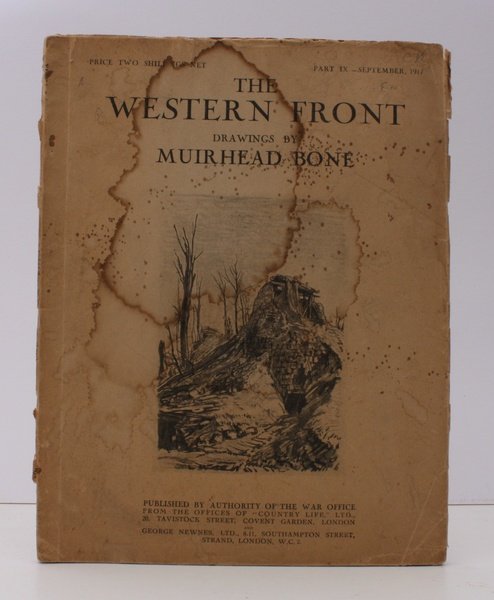 PRICE TWO SHILLINGS NET
PART IX—SEPTEMBER, 1917
THE
WESTERN FRONT
DRAWINGS BY
MUIRHEAD BONE
PUBLISHED BY AUTHORITY OF THE WAR OFFICE
FROM THE OFFICES OF "COUNTRY LIFE," LTD.,
20, TAVISTOCK STREET, COVENT GARDEN, LONDON
AND
GEORGE NEWNES, LTD., 8-11, SOUTHAMPTON STREET,
STRAND, LONDON, W.C.2.